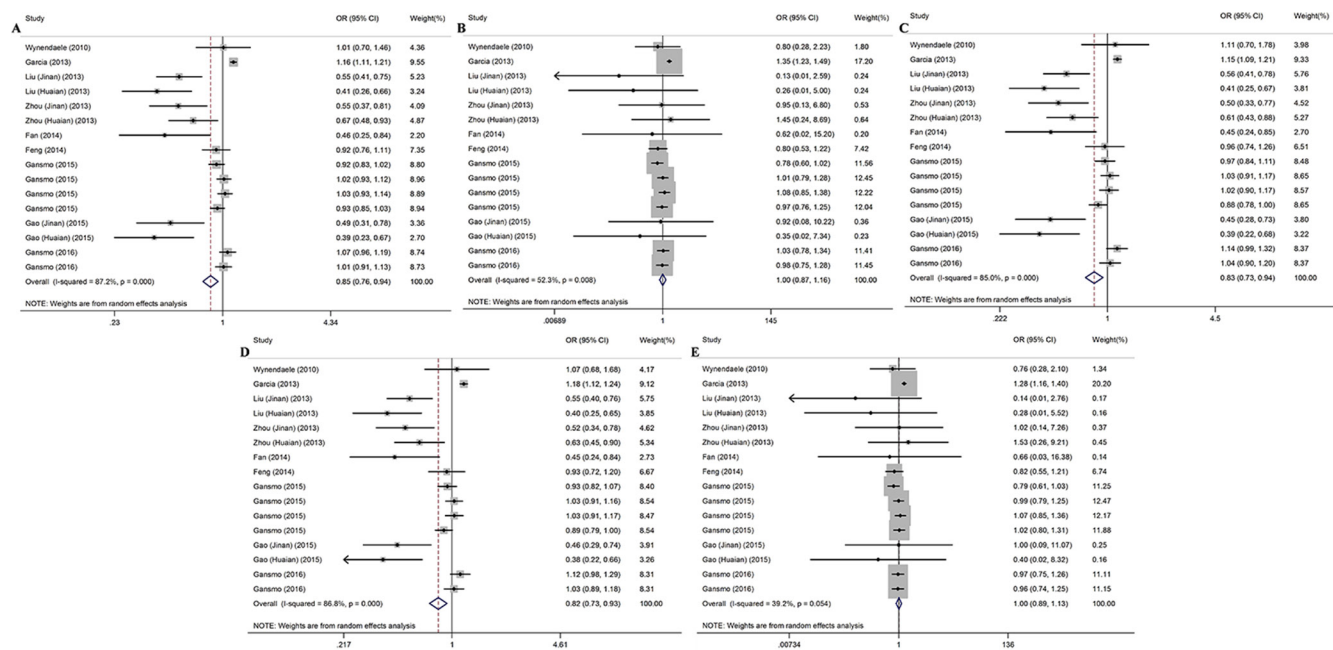 A
Study OR (95% CI) Weight(%)
Wynendaele (2010) 1.01 (0.70, 1.46) 4.36
Garcia (2013) 1.16 (1.11, 1.21) 9.55
Liu (Jinan) (2013) 0.55 (0.41, 0.75) 5.23
Liu (Huaian) (2013) 0.41 (0.26, 0.66) 3.24
Zhou (Jinan) (2013) 0.55 (0.37, 0.81) 4.09
Zhou (Huaian) (2013) 0.67 (0.48, 0.93) 4.87
Fan (2014) 0.46 (0.25, 0.84) 2.20
Feng (2014) 0.92 (0.76, 1.11) 7.35
Gansmo (2015) 0.92 (0.83, 1.02) 8.80
Gansmo (2015) 1.02 (0.93, 1.12) 8.96
Gansmo (2015) 1.03 (0.93, 1.14) 8.89
Gansmo (2015) 0.93 (0.85, 1.03) 8.94
Gao (Jinan) (2015) 0.49 (0.31, 0.78) 3.36
Gao (Huaian) (2015) 0.39 (0.23, 0.67) 2.70
Gansmo (2016) 1.07 (0.96, 1.19) 8.74
Gansmo (2016) 1.01 (0.91, 1.13) 8.73
Overall (I-squared = 87.2%, p = 0.000) 0.85 (0.76, 0.94) 100.00
NOTE: Weights are from random effects analysis
.23 1 4.34
B
Study OR (95% CI) Weight(%)
Wynendaele (2010) 0.80 (0.28, 2.23) 1.80
Garcia (2013) 1.35 (1.23, 1.49) 17.20
Liu (Jinan) (2013) 0.13 (0.01, 2.59) 0.24
Liu (Huaian) (2013) 0.26 (0.01, 5.00) 0.24
Zhou (Jinan) (2013) 0.95 (0.13, 6.80) 0.53
Zhou (Huaian) (2013) 1.45 (0.24, 8.69) 0.64
Fan (2014) 0.62 (0.02, 15.20) 0.20
Feng (2014) 0.80 (0.53, 1.22) 7.42
Gansmo (2015) 0.78 (0.60, 1.02) 11.56
Gansmo (2015) 1.01 (0.79, 1.28) 12.45
Gansmo (2015) 1.08 (0.85, 1.38) 12.22
Gansmo (2015) 0.97 (0.76, 1.25) 12.04
Gao (Jinan) (2015) 0.92 (0.08, 10.22) 0.36
Gao (Huaian) (2015) 0.35 (0.02, 7.34) 0.23
Gansmo (2016) 1.03 (0.78, 1.34) 11.41
Gansmo (2016) 0.98 (0.75, 1.28) 11.45
Overall (I-squared = 52.3%, p = 0.008) 1.00 (0.87, 1.16) 100.00
NOTE: Weights are from random effects analysis
.00689 1 145
C
Study OR (95% CI) Weight(%)
Wynendaele (2010) 1.11 (0.70, 1.78) 3.98
Garcia (2013) 1.15 (1.09, 1.21) 9.33
Liu (Jinan) (2013) 0.56 (0.41, 0.78) 5.76
Liu (Huaian) (2013) 0.41 (0.25, 0.67) 3.81
Zhou (Jinan) (2013) 0.50 (0.33, 0.77) 4.52
Zhou (Huaian) (2013) 0.61 (0.43, 0.88) 5.27
Fan (2014) 0.45 (0.24, 0.85) 2.70
Feng (2014) 0.96 (0.74, 1.26) 6.51
Gansmo (2015) 0.97 (0.84, 1.11) 8.48
Gansmo (2015) 1.03 (0.91, 1.17) 8.65
Gansmo (2015) 1.02 (0.90, 1.17) 8.57
Gansmo (2015) 0.88 (0.78, 1.00) 8.65
Gao (Jinan) (2015) 0.45 (0.28, 0.73) 3.80
Gao (Huaian) (2015) 0.39 (0.22, 0.68) 3.22
Gansmo (2016) 1.14 (0.99, 1.32) 8.37
Gansmo (2016) 1.04 (0.90, 1.20) 8.37
Overall (I-squared = 85.0%, p = 0.000) 0.83 (0.73, 0.94) 100.00
NOTE: Weights are from random effects analysis
.222 1 4.5
D
Study OR (95% CI) Weight(%)
Wynendaele (2010) 1.07 (0.68, 1.68) 4.17
Garcia (2013) 1.18 (1.12, 1.24) 9.12
Liu (Jinan) (2013) 0.55 (0.40, 0.76) 5.75
Liu (Huaian) (2013) 0.40 (0.25, 0.65) 3.85
Zhou (Jinan) (2013) 0.52 (0.34, 0.78) 4.62
Zhou (Huaian) (2013) 0.63 (0.45, 0.90) 5.34
Fan (2014) 0.45 (0.24, 0.84) 2.73
Feng (2014) 0.93 (0.72, 1.20) 6.67
Gansmo (2015) 0.93 (0.82, 1.07) 8.40
Gansmo (2015) 1.03 (0.91, 1.16) 8.54
Gansmo (2015) 1.03 (0.91, 1.17) 8.47
Gansmo (2015) 0.89 (0.79, 1.00) 8.54
Gao (Jinan) (2015) 0.46 (0.29, 0.74) 3.91
Gao (Huaian) (2015) 0.38 (0.22, 0.66) 3.26
Gansmo (2016) 1.12 (0.98, 1.29) 8.31
Gansmo (2016) 1.03 (0.89, 1.18) 8.31
Overall (I-squared = 86.8%, p = 0.000) 0.82 (0.73, 0.93) 100.00
NOTE: Weights are from random effects analysis
.217 1 4.61
E
Study OR (95% CI) Weight(%)
Wynendaele (2010) 0.76 (0.28, 2.10) 1.34
Garcia (2013) 1.28 (1.16, 1.40) 20.20
Liu (Jinan) (2013) 0.14 (0.01, 2.76) 0.17
Liu (Huaian) (2013) 0.28 (0.01, 5.52) 0.16
Zhou (Jinan) (2013) 1.02 (0.14, 7.26) 0.37
Zhou (Huaian) (2013) 1.53 (0.26, 9.21) 0.45
Fan (2014) 0.66 (0.03, 16.38) 0.14
Feng (2014) 0.82 (0.55, 1.21) 6.74
Gansmo (2015) 0.79 (0.61, 1.03) 11.25
Gansmo (2015) 0.99 (0.79, 1.25) 12.47
Gansmo (2015) 1.07 (0.85, 1.36) 12.17
Gansmo (2015) 1.02 (0.80, 1.31) 11.88
Gao (Jinan) (2015) 1.00 (0.09, 11.07) 0.25
Gao (Huaian) (2015) 0.40 (0.02, 8.32) 0.16
Gansmo (2016) 0.97 (0.75, 1.26) 11.11
Gansmo (2016) 0.96 (0.74, 1.25) 11.15
Overall (I-squared = 39.2%, p = 0.054) 1.00 (0.89, 1.13) 100.00
NOTE: Weights are from random effects analysis
.00734 1 136